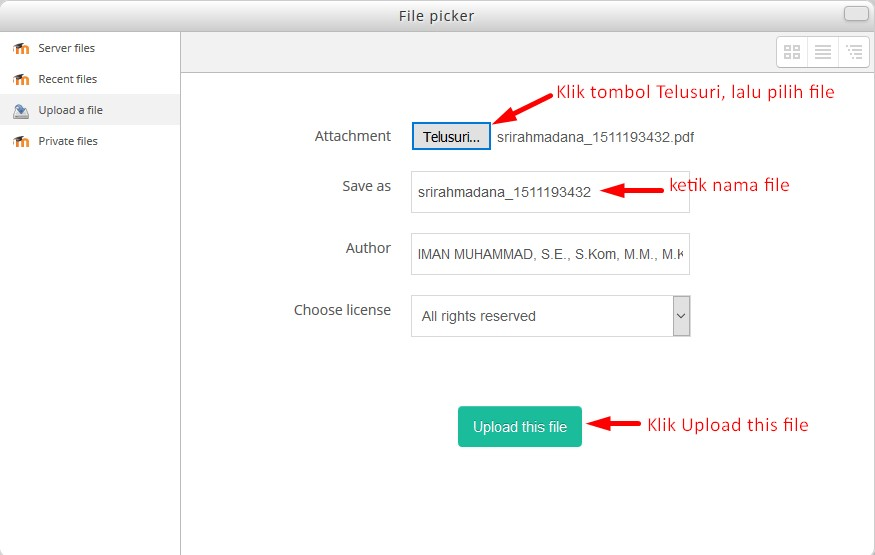 File picker
Server files
Recent files
Upload a file
Private files
Klik tombol Telusuri, lalu pilih file
Attachment Telusuri... srirahmadana_1511193432.pdf
Save as srirahmadana_1511193432 ketik nama file
Author IMAN MUHAMMAD, S.E., S.Kom, M.M., M.K
Choose license All rights reserved
Upload this file Klik Upload this file